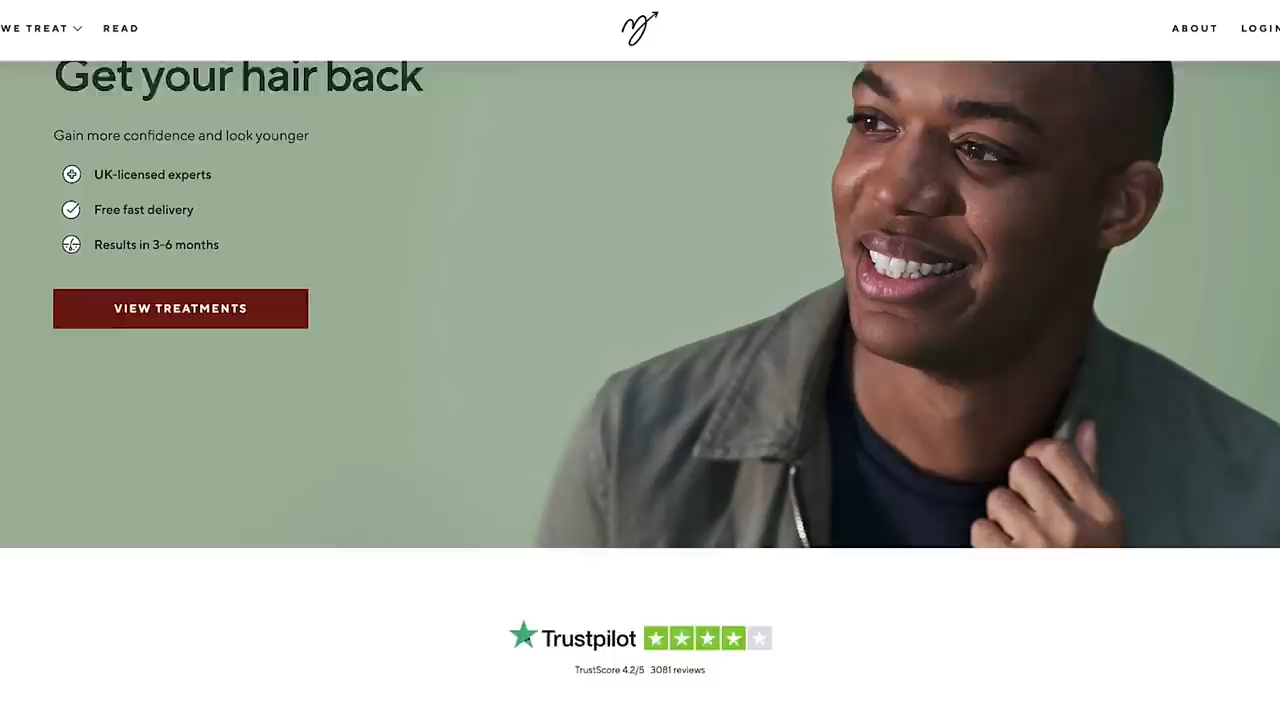 WE TREAT
READ
ABOUT
LOGIN
Get your hair back
Gain more confidence and look younger
UK-licensed experts
Free fast delivery
Results in 3-6 months
VIEW TREATMENTS
Trustpilot
TrustScore 4.2/5 3081 reviews